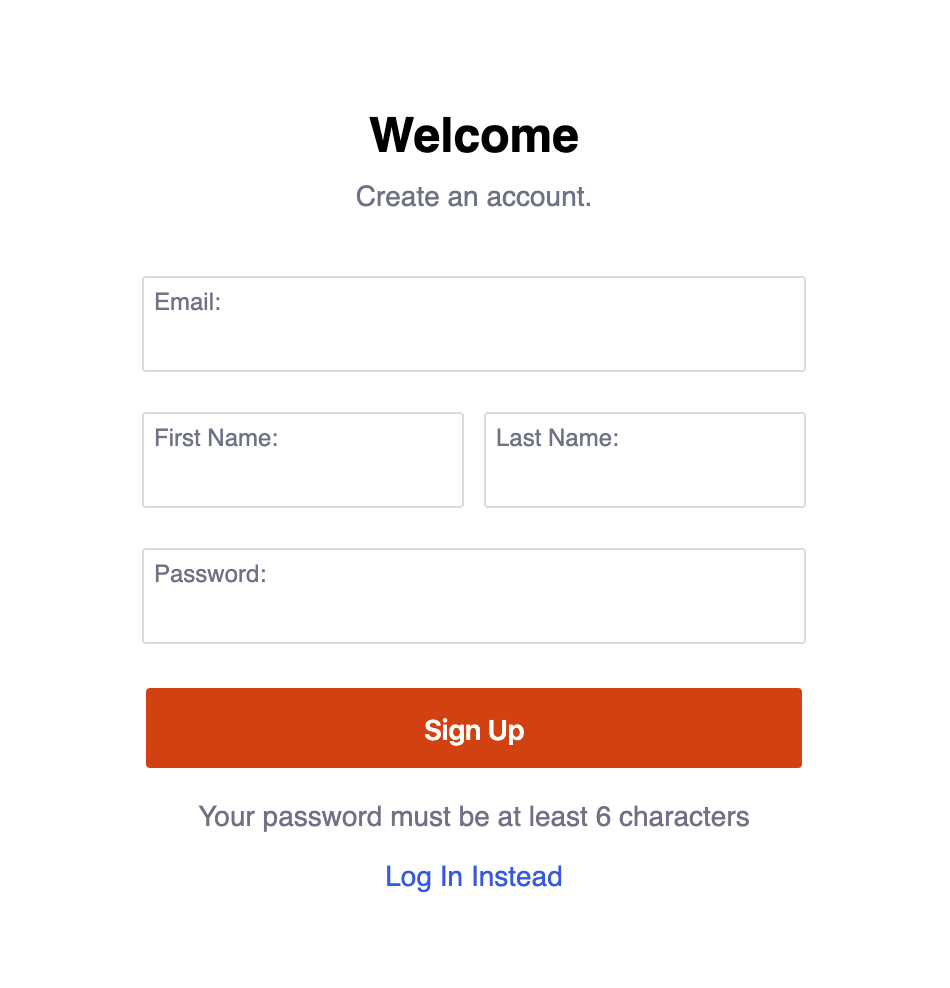 Welcome
Create an account.
Email:
First Name:
Last Name:
Password:
Sign Up
Your password must be at least 6 characters
Log In Instead